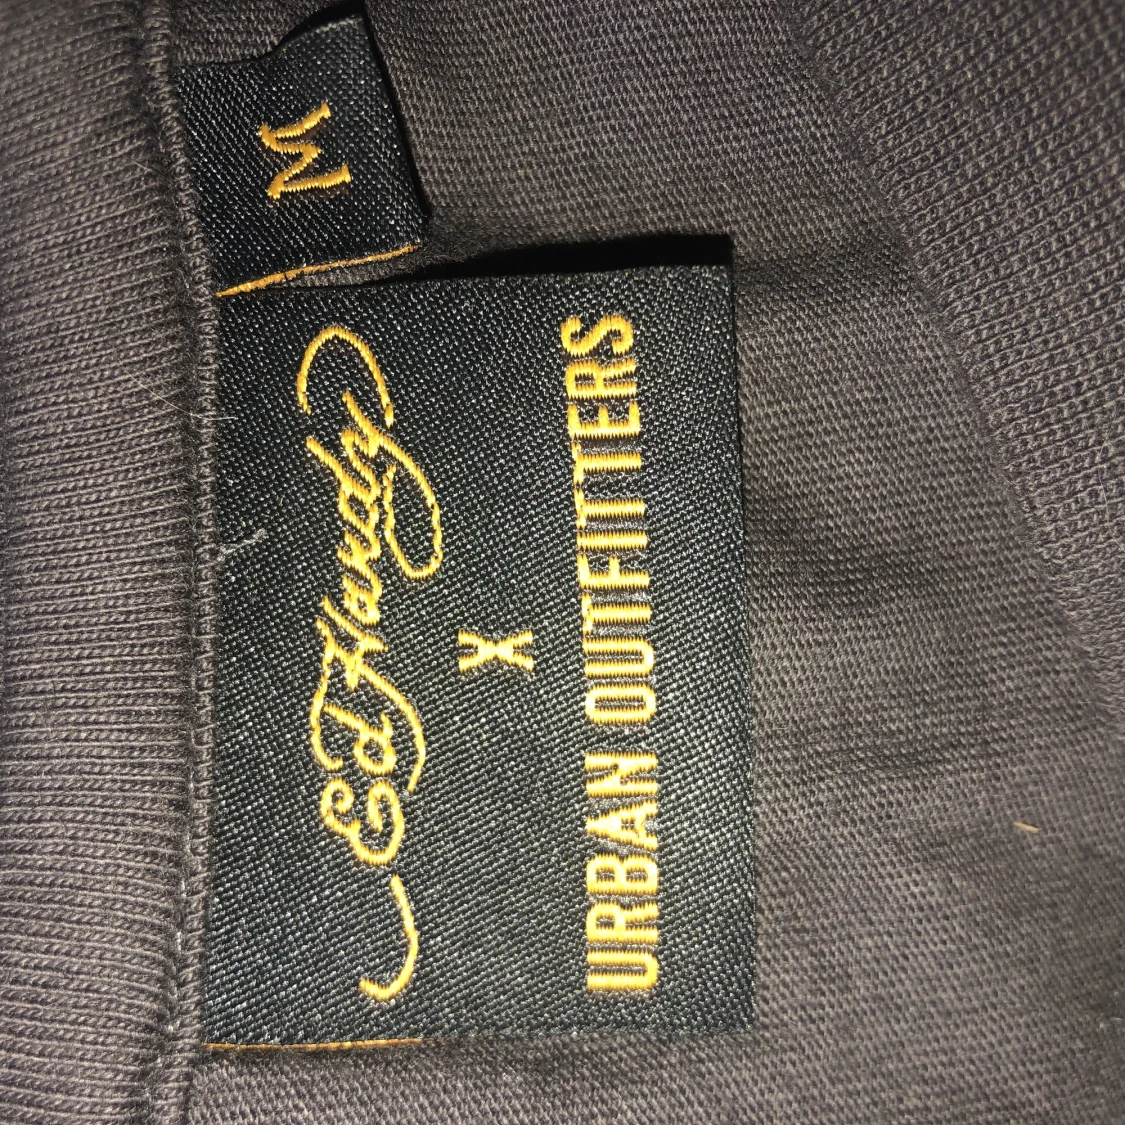 M
Ed Hardy
X
URBAN OUTFITTERS